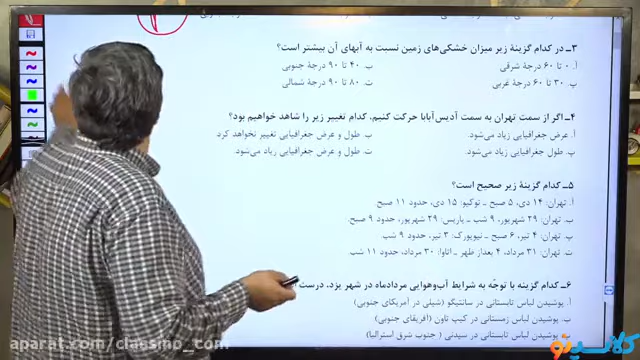 ۳ـ در کدام گزینهٔ زیر میزان خشکی‌های زمین نسبت به آبهای آن بیشتر است؟
أ. ۰ تا ۶۰ درجهٔ شرقی
ب. ۴۰ تا ۹۰ درجهٔ جنوبی
پ. ۳۰ تا ۶۰ درجهٔ غربی
ت. ۸۰ تا ۹۰ درجهٔ شمالی
۴ـ اگر از سمت تهران به سمت آدیس‌آبابا حرکت کنیم، کدام تغییر زیر را شاهد خواهیم بود؟
أ. عرض جغرافیایی زیاد می‌شود.
ب. طول و عرض جغرافیایی تغییر نخواهد کرد.
پ. طول جغرافیایی زیاد می‌شود.
ت. طول و عرض جغرافیایی زیاد می‌شود.
۵ـ کدام گزینهٔ زیر صحیح است؟
أ. تهران: ۱۴ دی، ۵ صبح ـ توکیو: ۱۵ دی، حدود ۱۱ صبح
ب. تهران: ۲۹ شهریور، ۹ شب ـ پاریس: ۲۹ شهریور، حدود ۹ صبح
پ. تهران: ۴ تیر، ۶ صبح ـ نیویورک: ۳ تیر، حدود ۹ شب
ت. تهران: ۳۱ مرداد، ۴ بعداز ظهر ـ اتاوا: ۳۰ مرداد، حدود ۱۱ شب
۶ـ کدام گزینه با توجّه به شرایط آب‌وهوایی مردادماه در شهر یزد، درست
أ. پوشیدن لباس تابستانی در سانتیگو (شیلی در آمریکای جنوبی)
ب. پوشیدن لباس زمستانی در کیپ تاون (آفریقای جنوبی)
پ. پوشیدن لباس تابستانی در سیدنی (جنوب شرق استرالیا)
aparat.com/classino_com
کلاسینو